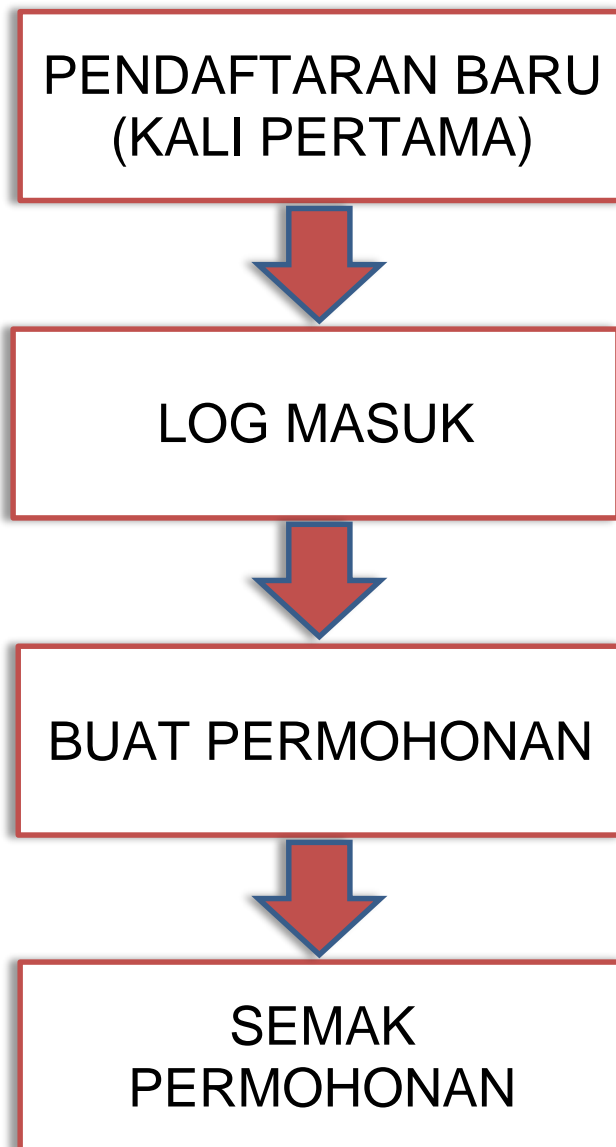 PENDAFTARAN BARU
(KALI PERTAMA)
LOG MASUK
BUAT PERMOHONAN
SEMAK
PERMOHONAN